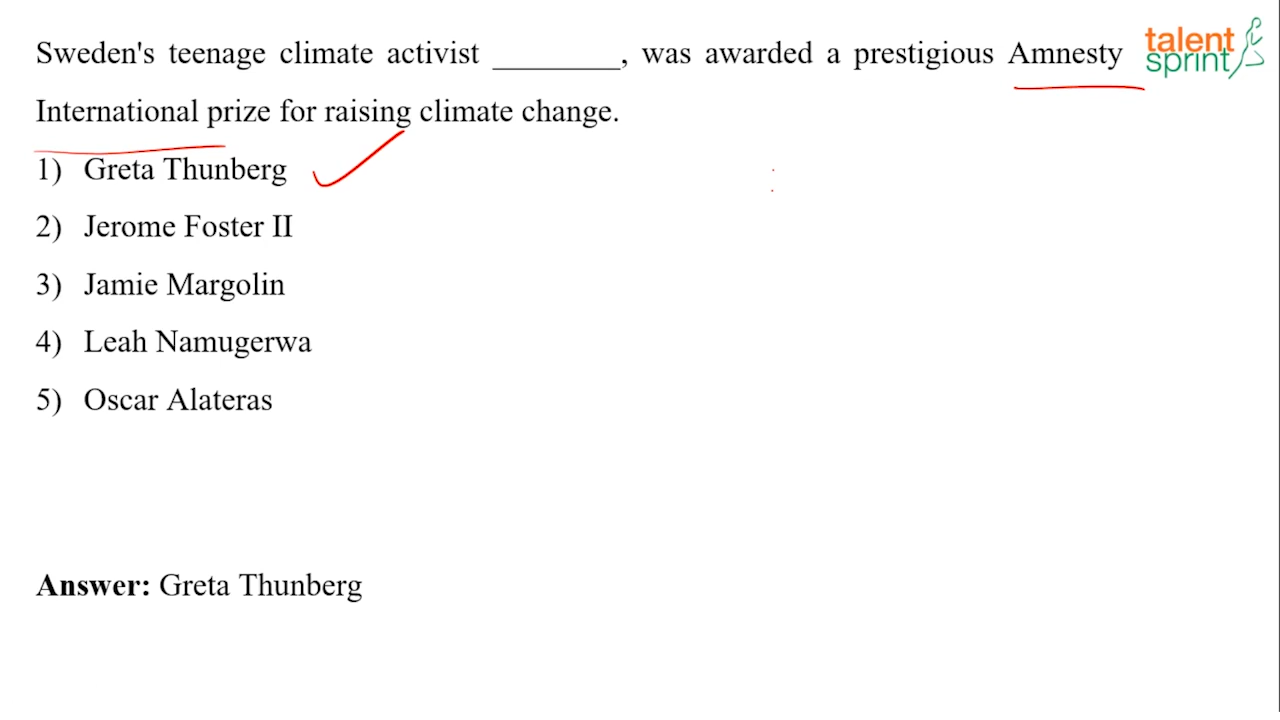 Sweden's teenage climate activist ________, was awarded a prestigious Amnesty
International prize for raising climate change.
1) Greta Thunberg
2) Jerome Foster II
3) Jamie Margolin
4) Leah Namugerwa
5) Oscar Alateras
Answer: Greta Thunberg
talent
sprint